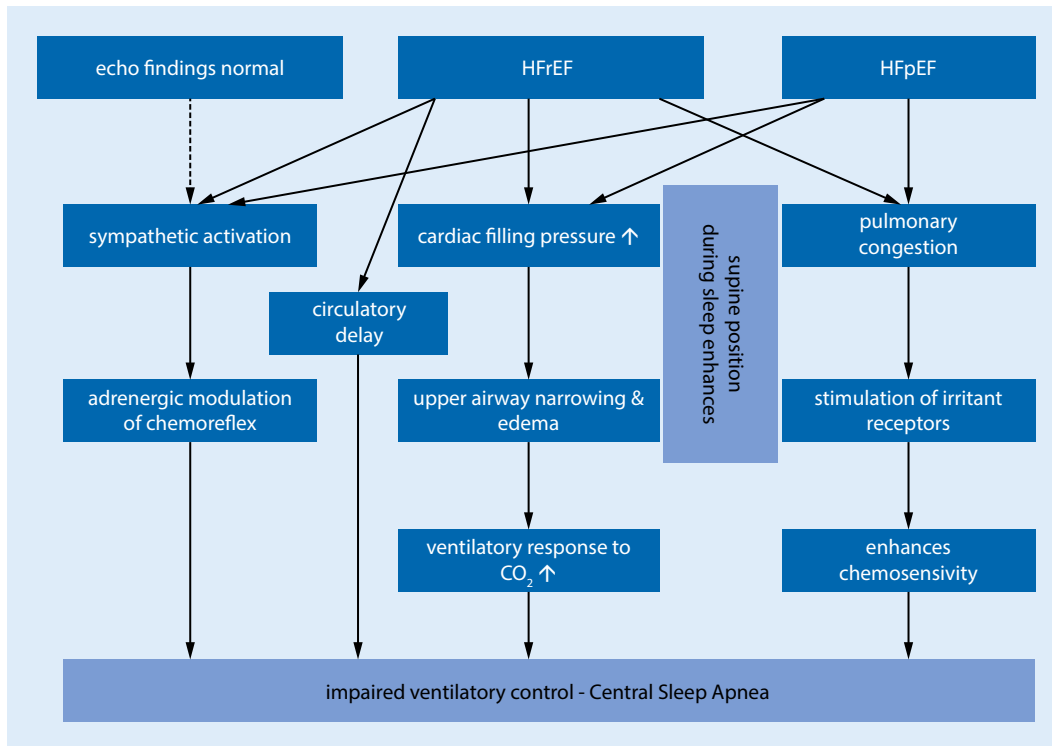 echo findings normal
HFrEF
HFpEF
sympathetic activation
cardiac filling pressure ↑
pulmonary
congestion
supine position
during sleep enhances
circulatory
delay
adrenergic modulation
of chemoreflex
upper airway narrowing &
edema
stimulation of irritant
receptors
ventilatory response to
CO₂ ↑
enhances
chemosensivity
impaired ventilatory control - Central Sleep Apnea